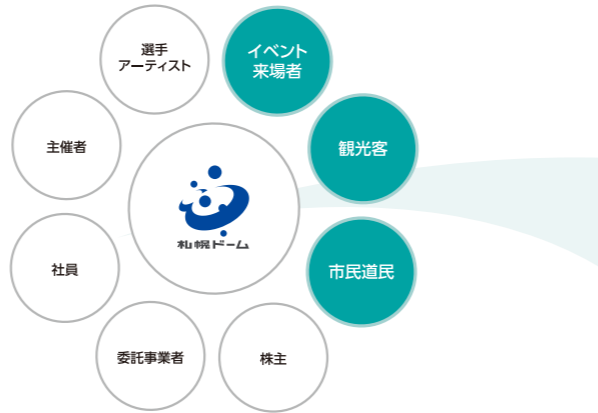 選手
アーティスト
イベント
来場者
主催者
観光客
札幌ドーム
社員
市民道民
委託事業者
株主